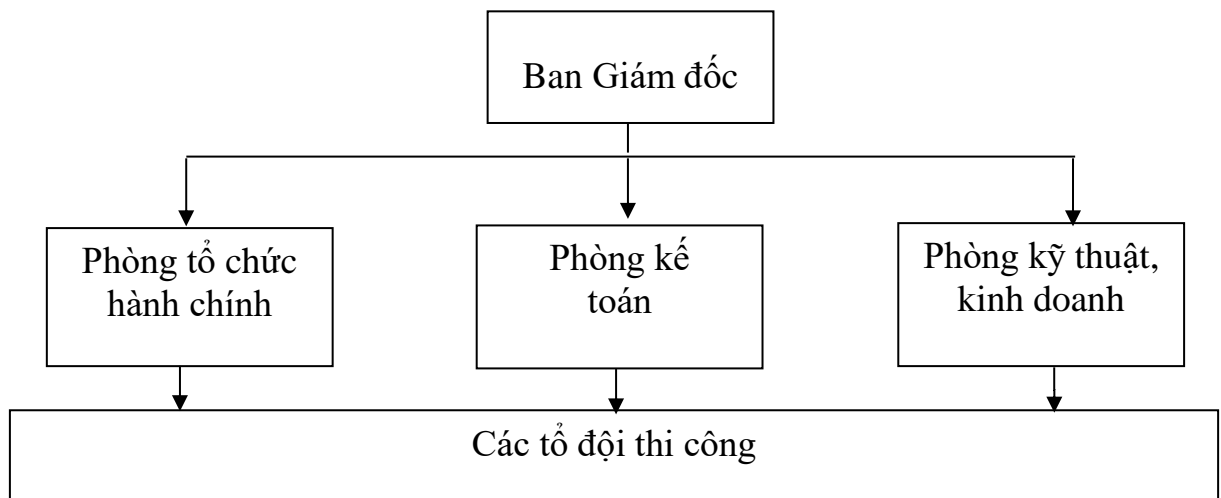 Ban Giám đốc
Phòng tổ chức
hành chính
Phòng kế
toán
Phòng kỹ thuật,
kinh doanh
Các tổ đội thi công